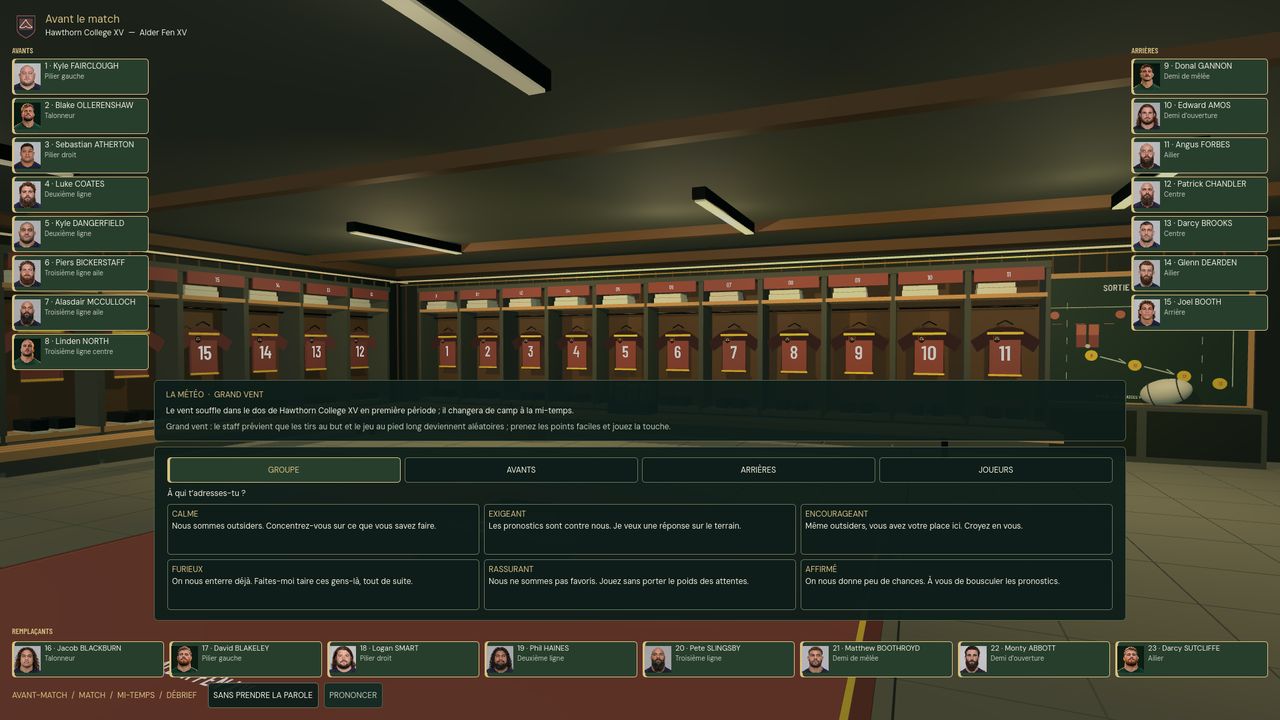 Avant le match
Hawthorn College XV — Alder Fen XV
AVANTS
1 · Kyle FAIRCLOUGH
Pilier gauche
2 · Blake OLLERENSHAW
Talonneur
3 · Sebastian ATHERTON
Pilier droit
4 · Luke COATES
Deuxième ligne
5 · Kyle DANGERFIELD
Deuxième ligne
6 · Piers BICKERSTAFF
Troisième ligne aile
7 · Alasdair MCCULLOCH
Troisième ligne aile
8 · Linden NORTH
Troisième ligne centre
ARRIÈRES
9 · Donal GANNON
Demi de mêlée
10 · Edward AMOS
Demi d'ouverture
11 · Angus FORBES
Ailier
12 · Patrick CHANDLER
Centre
13 · Darcy BROOKS
Centre
14 · Glenn DEARDEN
Ailier
15 · Joel BOOTH
Arrière
SORTIE
15 14 13 12 1 2 3 4 5 6 7 8 9 10 11
LA MÉTÉO · GRAND VENT
Le vent souffle dans le dos de Hawthorn College XV en première période ; il changera de camp à la mi-temps.
Grand vent : le staff prévient que les tirs au but et le jeu au pied long deviennent aléatoires ; prenez les points faciles et jouez la touche.
GROUPE
AVANTS
ARRIÈRES
JOUEURS
À qui t'adresses-tu ?
CALME
Nous sommes outsiders. Concentrez-vous sur ce que vous savez faire.
EXIGEANT
Les pronostics sont contre nous. Je veux une réponse sur le terrain.
ENCOURAGEANT
Même outsiders, vous avez votre place ici. Croyez en vous.
FURIEUX
On nous enterre déjà. Faites-moi taire ces gens-là, tout de suite.
RASSURANT
Nous ne sommes pas favoris. Jouez sans porter le poids des attentes.
AFFIRMÉ
On nous donne peu de chances. À vous de bousculer les pronostics.
REMPLAÇANTS
16 · Jacob BLACKBURN
Talonneur
17 · David BLAKELEY
Pilier gauche
18 · Logan SMART
Pilier droit
19 · Phil HAINES
Deuxième ligne
20 · Pete SLINGSBY
Troisième ligne
21 · Matthew BOOTHROYD
Demi de mêlée
22 · Monty ABBOTT
Demi d'ouverture
23 · Darcy SUTCLIFFE
Ailier
AVANT-MATCH / MATCH / MI-TEMPS / DÉBRIEF
SANS PRENDRE LA PAROLE
PRONONCER